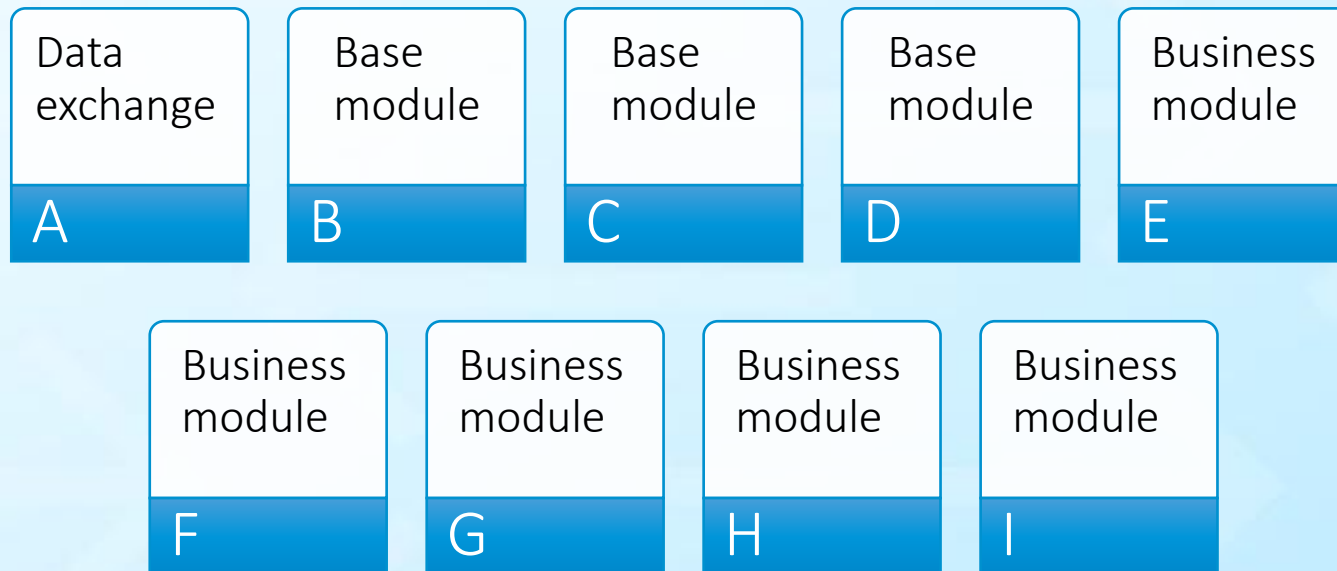 Data
exchange
A
Base
module
B
Base
module
C
Base
module
D
Business
module
E
Business
module
F
Business
module
G
Business
module
H
Business
module
I